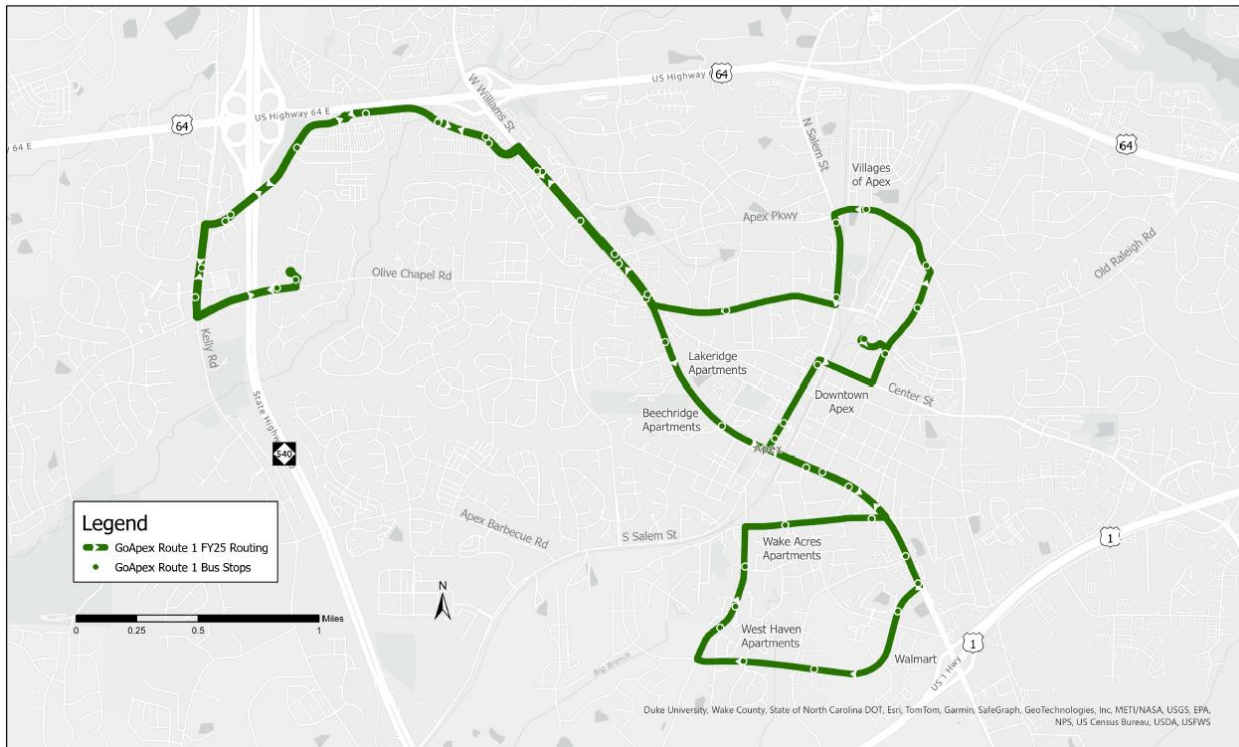 US Highway 64
64
W Williams St
US Highway 64 E
64
64 E
64
N Salem St
Villages
of Apex
Apex Pkwy
Old Raleigh Rd
Olive Chapel Rd
Kelly Rd
Lakeridge
Apartments
Downtown
Apex
Center St
Beechridge
Apartments
Apex
State High
540
Apex Barbecue Rd
S Salem St
Wake Acres
Apartments
1
West Haven
Apartments
Walmart
1
US 1 Hwy
Big Branch
Legend
GoApex Route 1 FY25 Routing
GoApex Route 1 Bus Stops
N
Miles
0 0.25 0.5 1
Duke University, Wake County, State of North Carolina DOT, Esri, TomTom, Garmin, SafeGraph, GeoTechnologies, Inc, METI/NASA, USGS, EPA,
NPS, US Census Bureau, USDA, USFWS